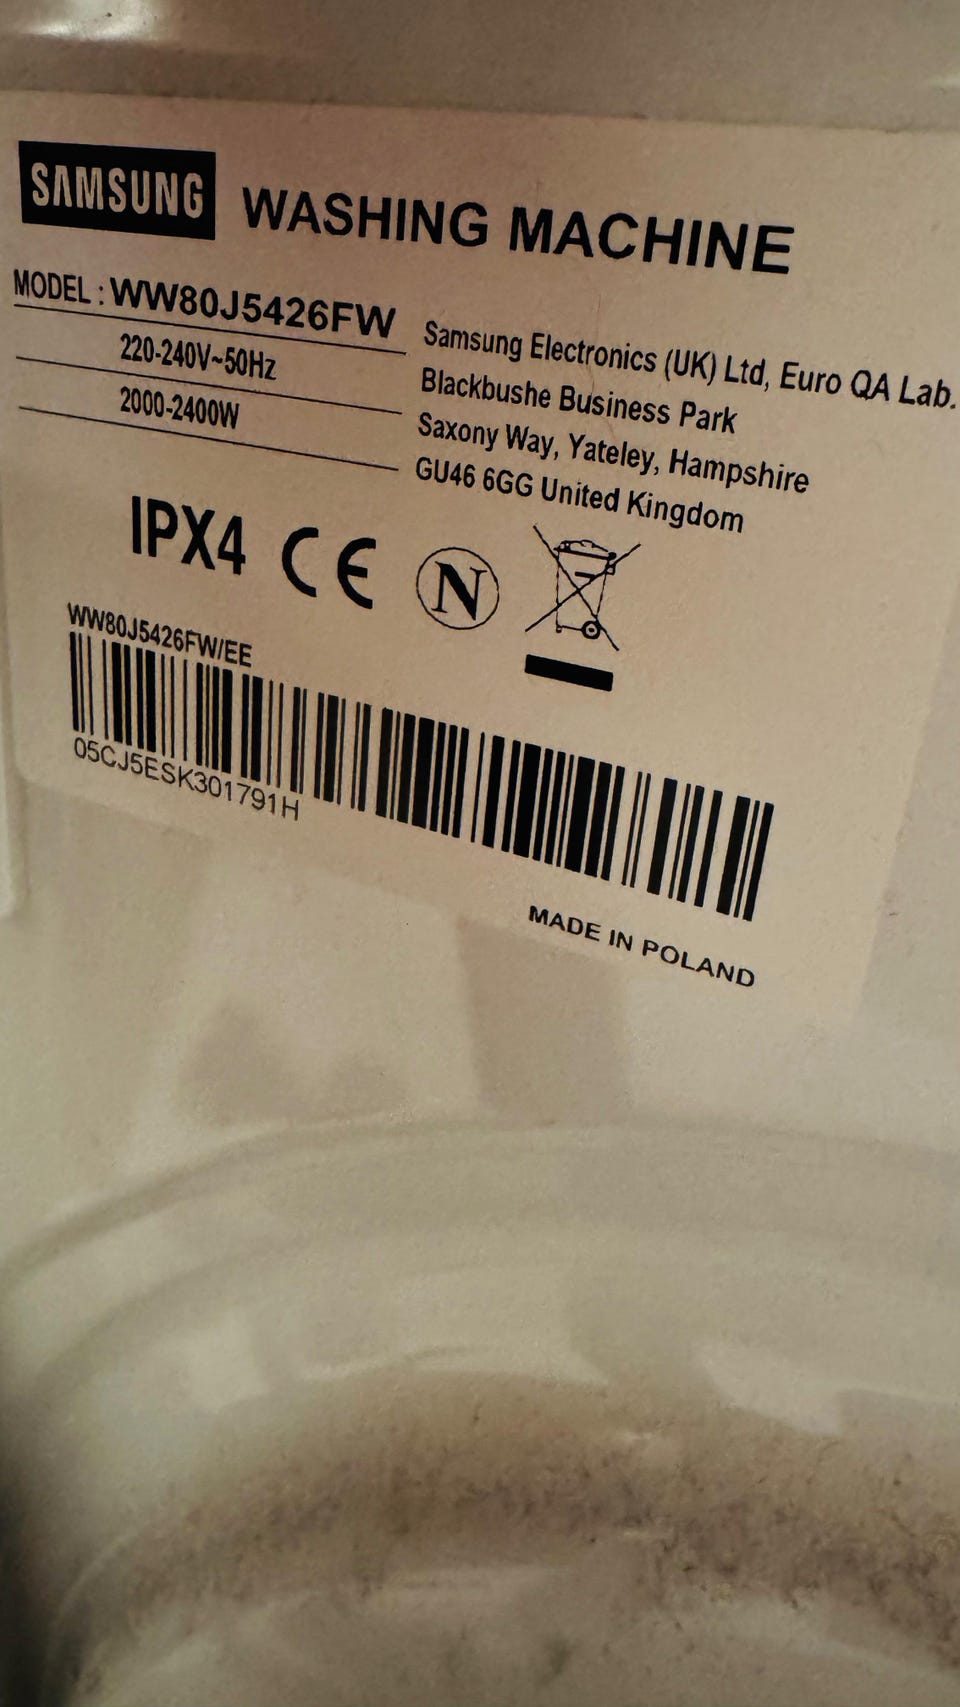 SAMSUNG WASHING MACHINE
MODEL : WW80J5426FW
220-240V~50Hz
2000-2400W
Samsung Electronics (UK) Ltd, Euro QA Lab.
Blackbushe Business Park
Saxony Way, Yateley, Hampshire
GU46 6GG United Kingdom
IPX4 CE N
WW80J5426FW/EE
05CJ5ESK301791H
MADE IN POLAND